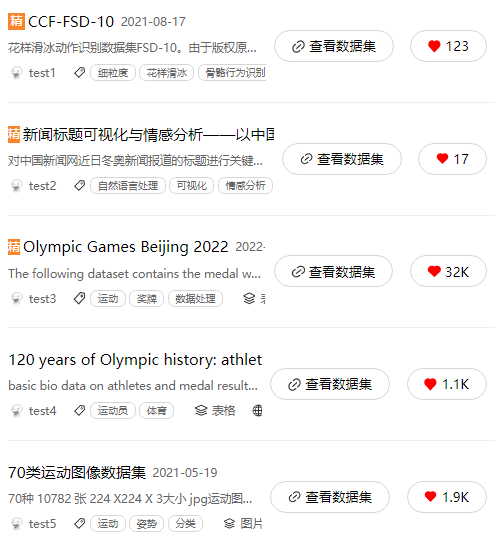 精 CCF-FSD-10 2021-08-17
花样滑冰动作识别数据集FSD-10。由于版权原...
查看数据集 123
test1 细粒度 花样滑冰 骨骼行为识别
精 新闻标题可视化与情感分析——以中国
对中国新闻网近日冬奥新闻报道的标题进行关键...
查看数据集 17
test2 自然语言处理 可视化 情感分析
精 Olympic Games Beijing 2022 2022-
The following dataset contains the medal w...
查看数据集 32K
test3 运动 奖牌 数据处理
120 years of Olympic history: athlet
basic bio data on athletes and medal result...
查看数据集 1.1K
test4 运动员 体育 表格
70类运动图像数据集 2021-05-19
70种 10782 张 224 X224 X 3大小 jpg运动图...
查看数据集 1.9K
test5 运动 姿势 分类 图片